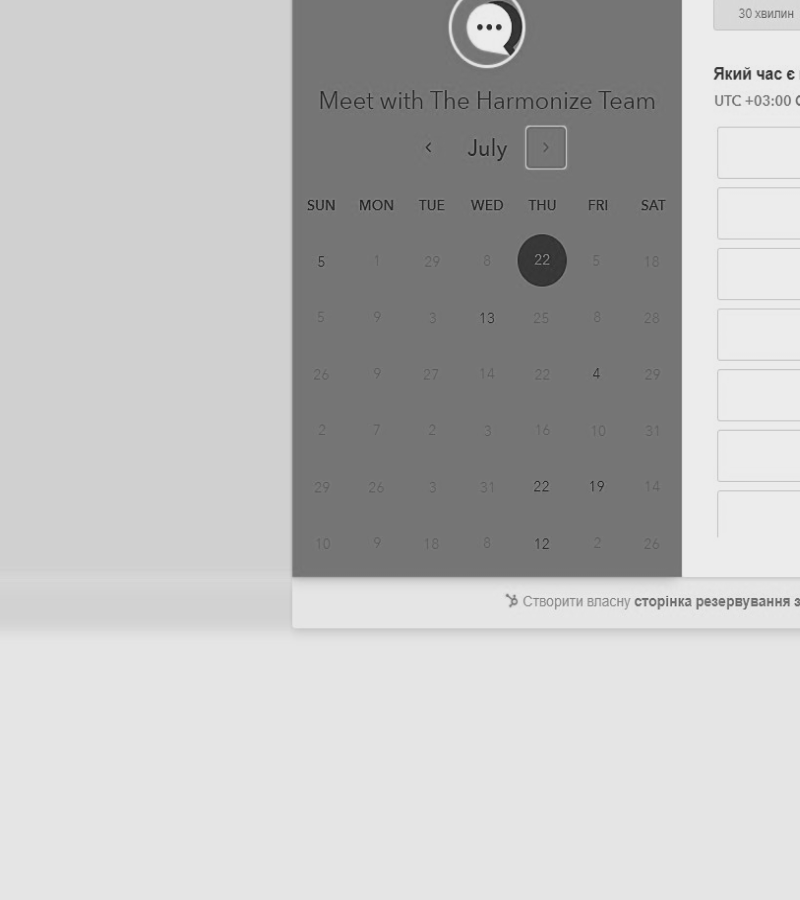 30 хвилин
Meet with The Harmonize Team
Який час є
UTC +03:00
July
SUN MON TUE WED THU FRI SAT
5 1 29 8 22 5 18
5 9 3 13 25 8 28
26 9 27 14 22 4 29
2 7 2 3 16 10 31
29 26 3 31 22 19 14
10 9 18 8 12 2 26
Створити власну сторінка резервування